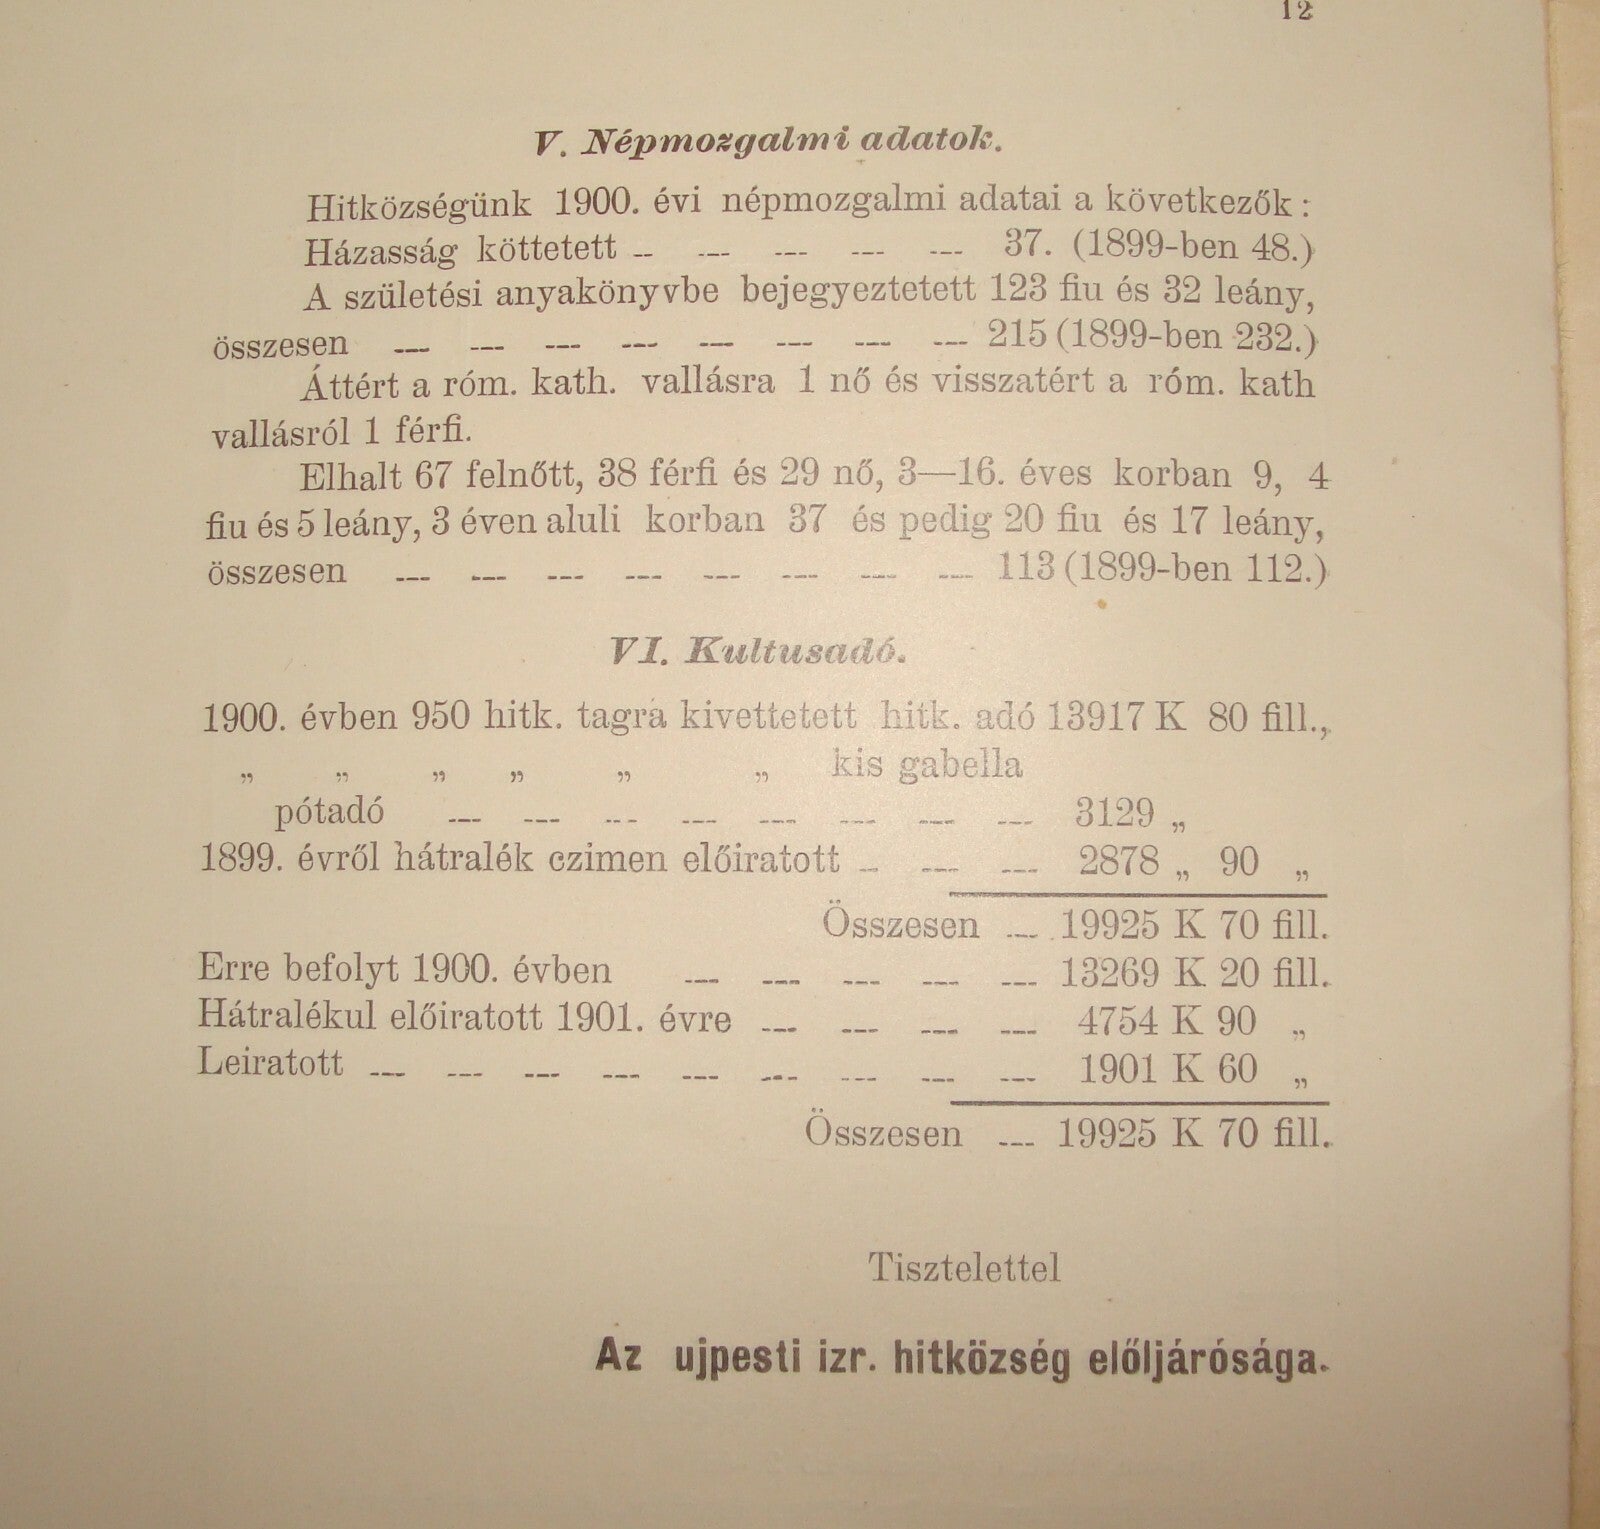 12
V. Népmozgalmi adatok.
Hitközségünk 1900. évi népmozgalmi adatai a következők :
Házasság köttetett — — — — — 37. (1899-ben 48.)
A születési anyakönyvbe bejegyeztetett 123 fiu és 32 leány,
összesen — — — — — — — — 215 (1899-ben 232.)
Áttért a róm. kath. vallásra 1 nő és visszatért a róm. kath
vallásról 1 férfi.
Elhalt 67 felnőtt, 38 férfi és 29 nő, 3—16. éves korban 9, 4
fiu és 5 leány, 3 éven aluli korban 37 és pedig 20 fiu és 17 leány,
összesen — — — — — — — — 113 (1899-ben 112.)
VI. Kultusadó.
1900. évben 950 hitk. tagra kivettetett hitk. adó 13917 K 80 fill.,
„ „ „ „ „ „ kis gabella
pótadó — — — — — — — — 3129 „
1899. évről hátralék czimen előiratott — — — 2878 „ 90 „
Összesen — 19925 K 70 fill.
Erre befolyt 1900. évben — — — — — 13269 K 20 fill.
Hátralékul előiratott 1901. évre — — — — 4754 K 90 „
Leiratott — — — — — — — — — 1901 K 60 „
Összesen — 19925 K 70 fill.
Tisztelettel
Az ujpesti izr. hitközség előljárósága.